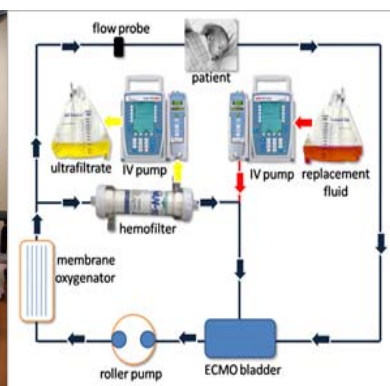 flow probe
patient
ultrafiltrate
IV pump
IV pump
replacement
fluid
hemofilter
membrane
oxygenator
roller pump
ECMO bladder